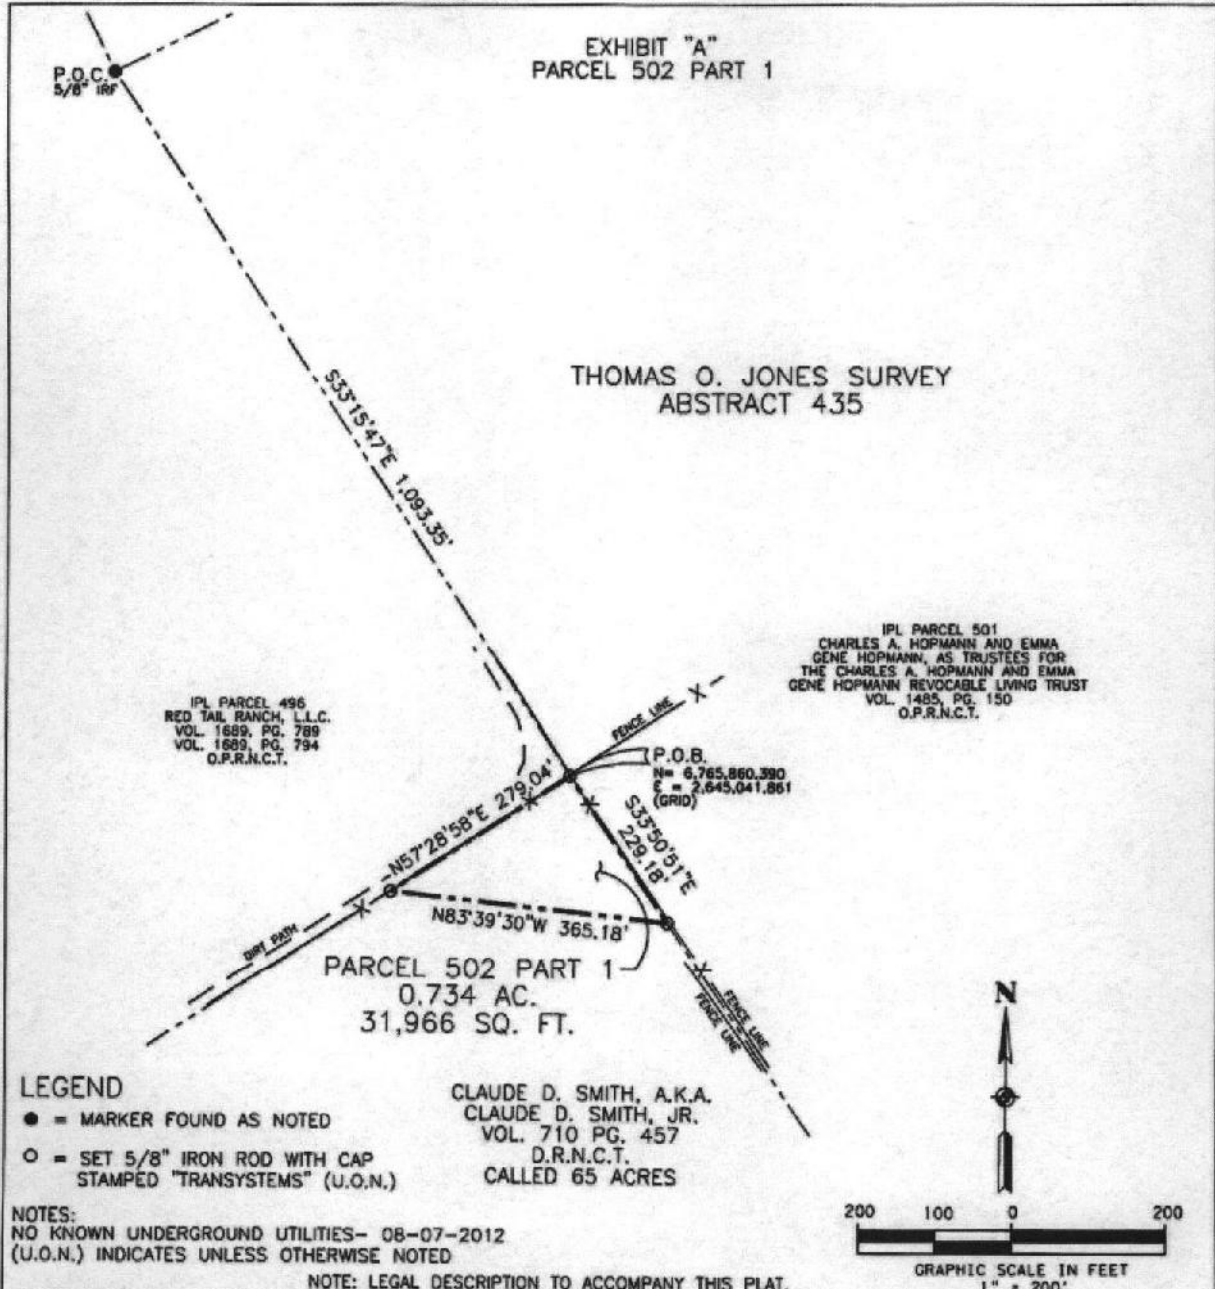 EXHIBIT "A"
PARCEL 502 PART 1
P.O.C.
5/8" IRF
THOMAS O. JONES SURVEY
ABSTRACT 435
S33°15'47"E 1,093.35'
IPL PARCEL 501
CHARLES A. HOPMANN AND EMMA
GENE HOPMANN, AS TRUSTEES FOR
THE CHARLES A. HOPMANN AND EMMA
GENE HOPMANN REVOCABLE LIVING TRUST
VOL. 1485, PG. 150
O.P.R.N.C.T.
IPL PARCEL 496
RED TAIL RANCH, L.L.C.
VOL. 1689, PG. 789
VOL. 1689, PG. 794
O.P.R.N.C.T.
FENCE LINE
P.O.B.
N= 6,765,860.390
E = 2,645,041.861
(GRID)
N57°28'58"E 279.04'
S33°50'51"E
229.18'
N83°39'30"W 365.18'
DIRT PATH
PARCEL 502 PART 1
0.734 AC.
31,966 SQ. FT.
FENCE LINE
FENCE LINE
N
LEGEND
● = MARKER FOUND AS NOTED
○ = SET 5/8" IRON ROD WITH CAP
STAMPED "TRANSYSTEMS" (U.O.N.)
CLAUDE D. SMITH, A.K.A.
CLAUDE D. SMITH, JR.
VOL. 710 PG. 457
D.R.N.C.T.
CALLED 65 ACRES
NOTES:
NO KNOWN UNDERGROUND UTILITIES- 08-07-2012
(U.O.N.) INDICATES UNLESS OTHERWISE NOTED
NOTE: LEGAL DESCRIPTION TO ACCOMPANY THIS PLAT.
200 100 0 200
GRAPHIC SCALE IN FEET
1" = 200'